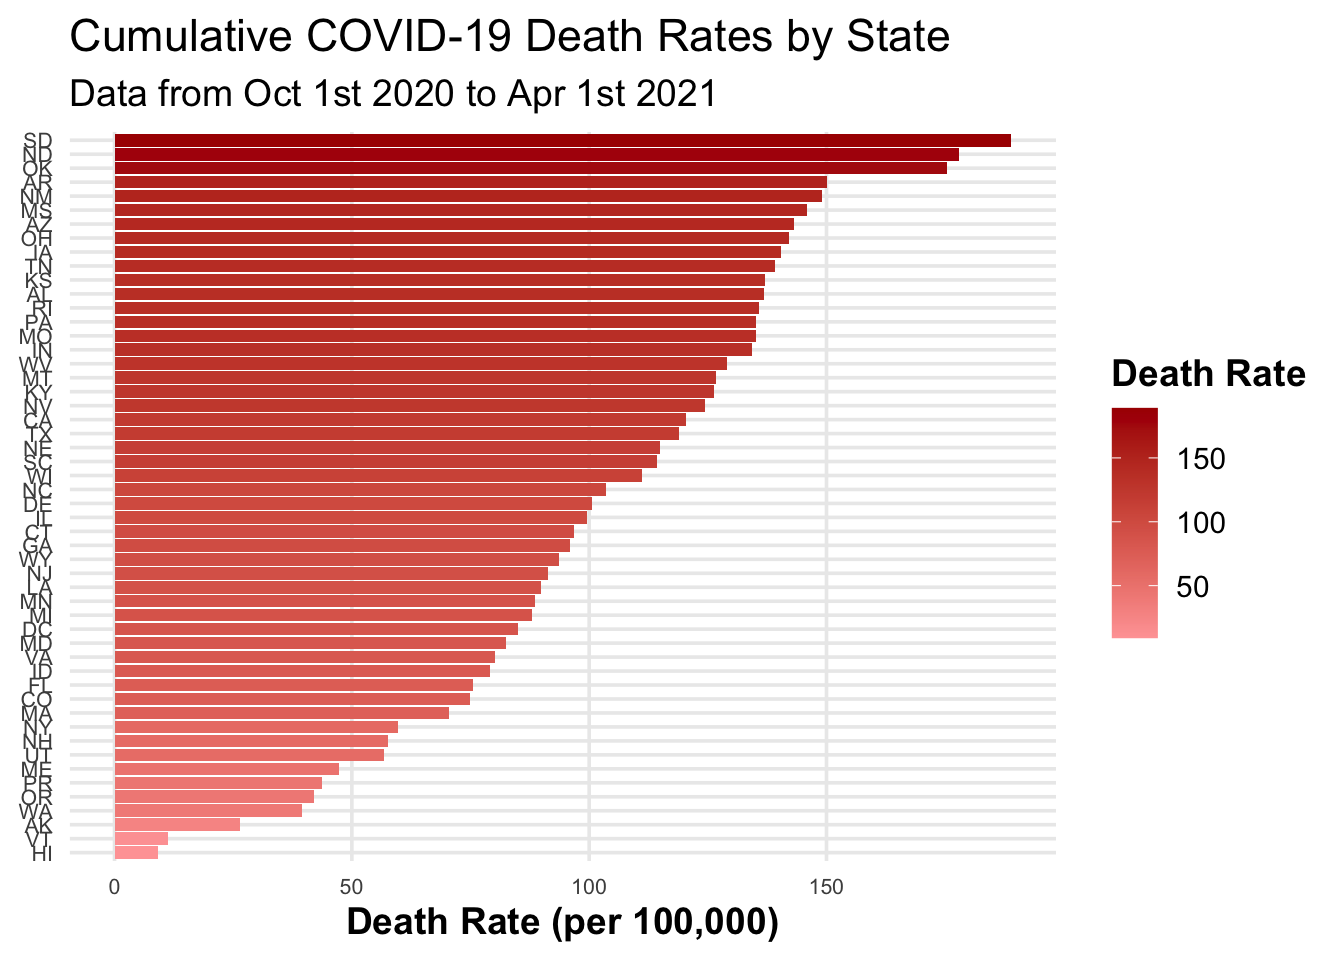 Cumulative COVID-19 Death Rates by State
Data from Oct 1st 2020 to Apr 1st 2021
SD
ND
OK
AR
NM
MS
AZ
OH
IA
TN
KS
AL
RI
PA
MO
IN
WV
MT
KY
NV
CA
TX
NE
SC
WI
NC
DE
IL
CT
GA
WY
NJ
LA
MN
MI
DC
MD
VA
ID
FL
CO
MA
NY
NH
UT
ME
PR
OR
WA
AK
VT
HI
0 50 100 150
Death Rate (per 100,000)
Death Rate
150
100
50